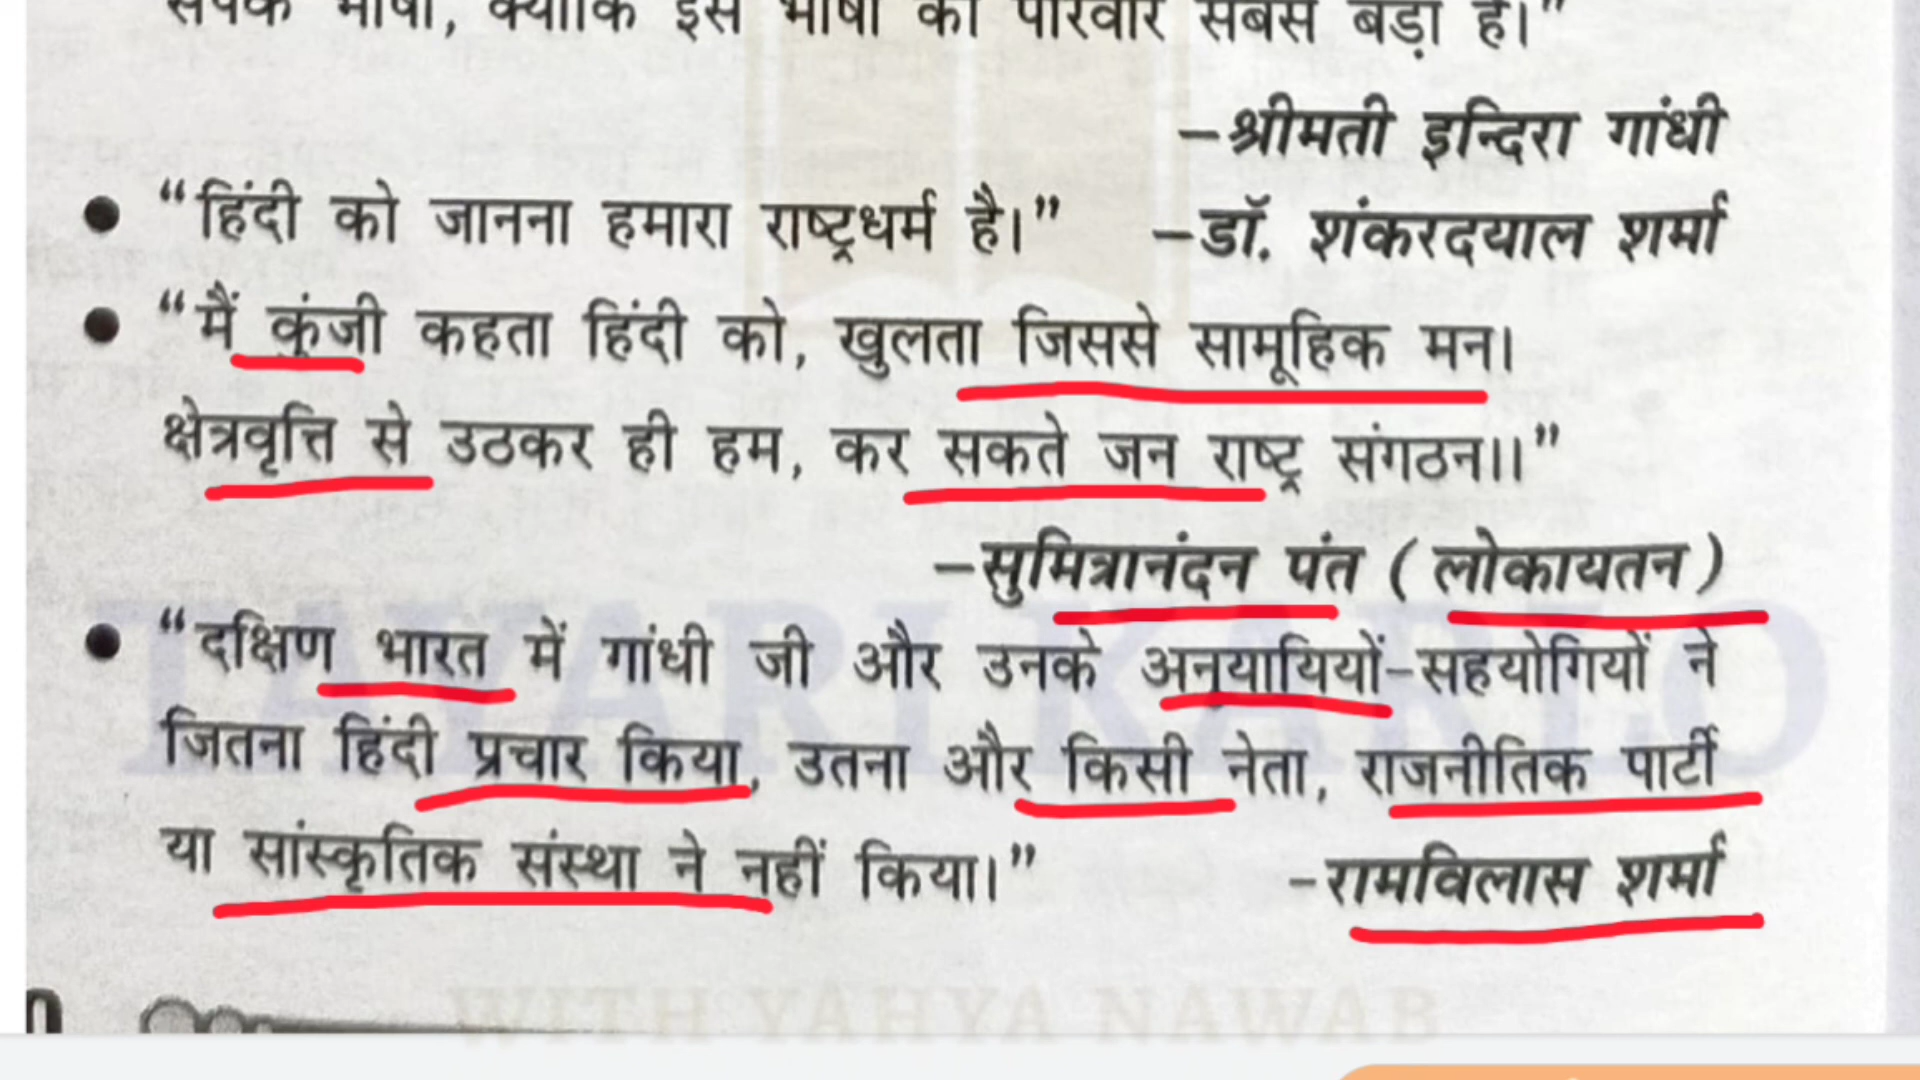 संपर्क भाषा, क्योंकि इस भाषा का परिवार सबसे बड़ा है।”
–श्रीमती इन्दिरा गांधी
● “हिंदी को जानना हमारा राष्ट्रधर्म है।” –डॉ. शंकरदयाल शर्मा
● “मैं कुंजी कहता हिंदी को, खुलता जिससे सामूहिक मन।
क्षेत्रवृत्ति से उठकर ही हम, कर सकते जन राष्ट्र संगठन।।”
–सुमित्रानंदन पंत ( लोकायतन )
● “दक्षिण भारत में गांधी जी और उनके अनुयायियों-सहयोगियों ने
जितना हिंदी प्रचार किया, उतना और किसी नेता, राजनीतिक पार्टी
या सांस्कृतिक संस्था ने नहीं किया।” -रामविलास शर्मा
TAYARI KARLO
WITH YAHYA NAWAB